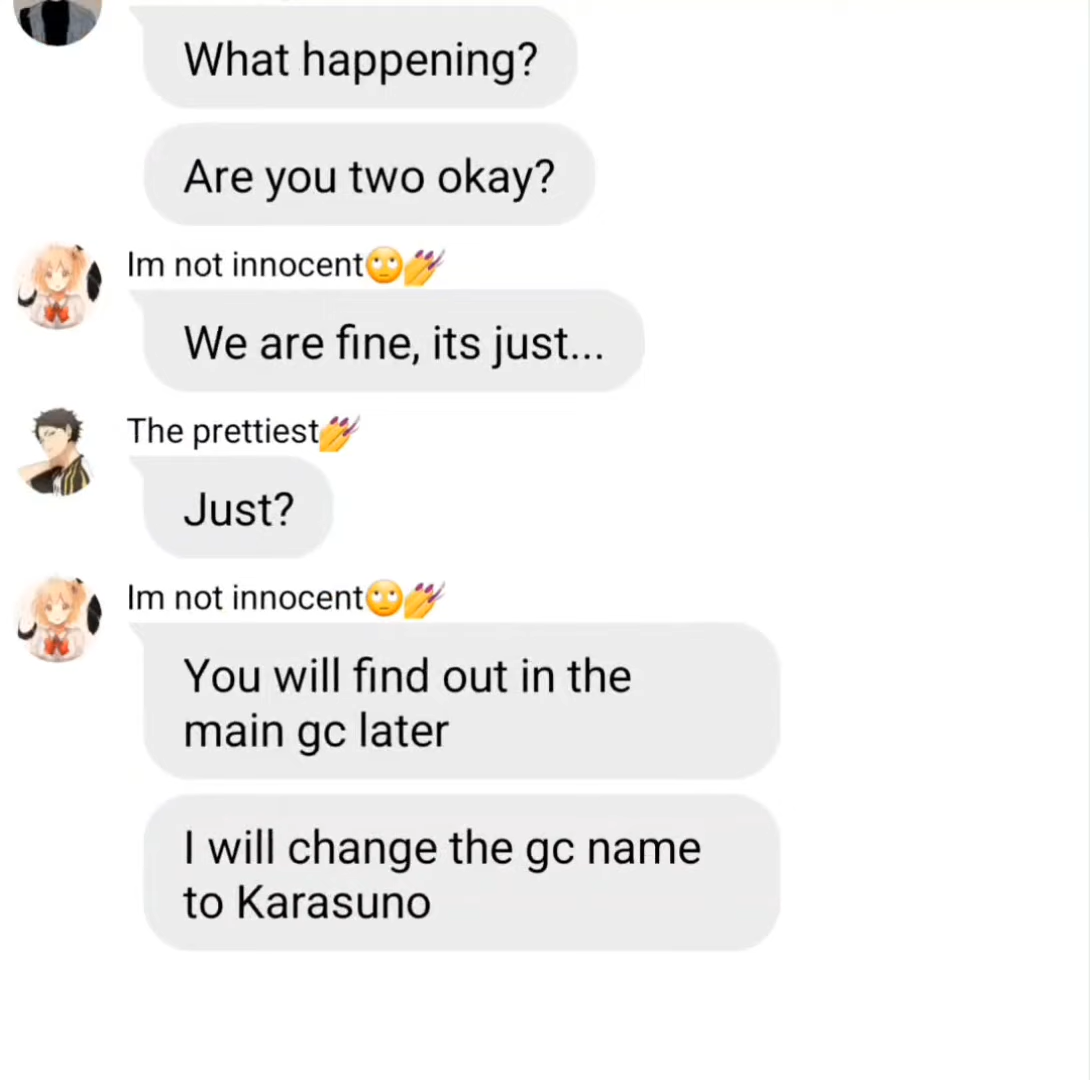 What happening?
Are you two okay?
Im not innocent🙄💅
We are fine, its just...
The prettiest💅
Just?
Im not innocent🙄💅
You will find out in the
main gc later
I will change the gc name
to Karasuno